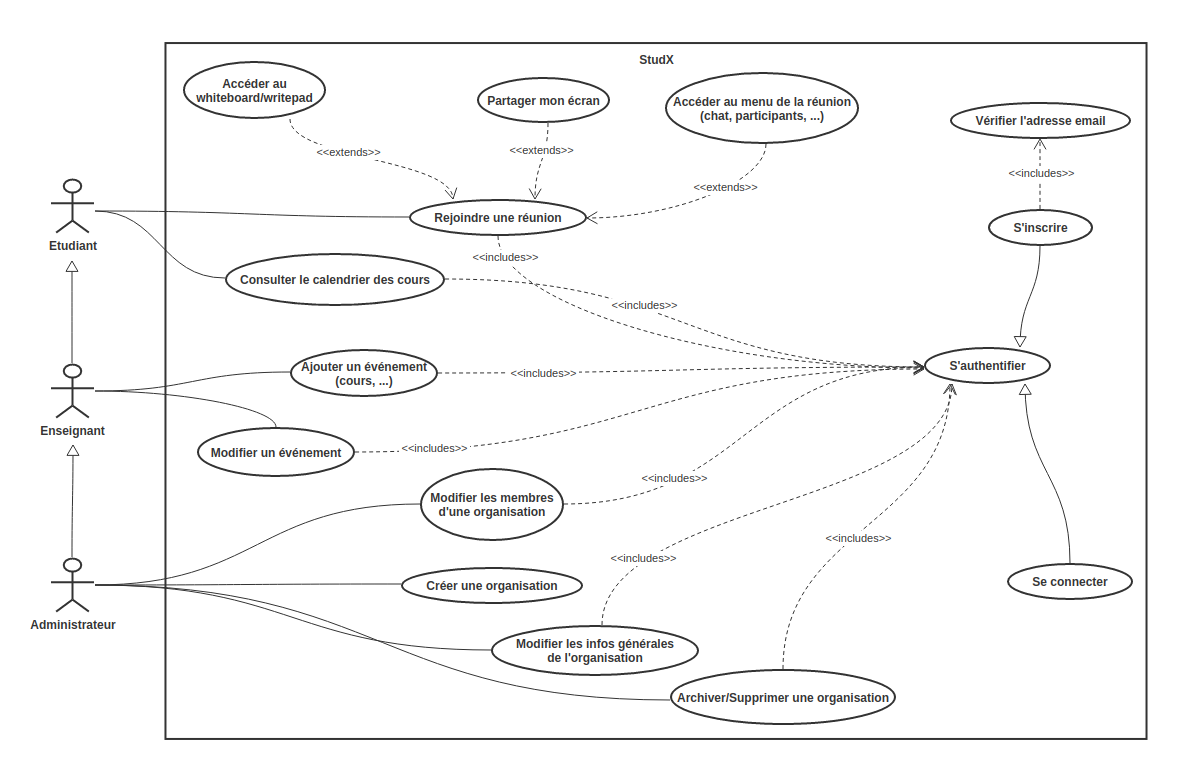 StudX
Accéder au
whiteboard/writepad
Partager mon écran
Accéder au menu de la réunion
(chat, participants, ...)
Vérifier l'adresse email
<<extends>>
<<extends>>
<<extends>>
<<includes>>
Etudiant
Rejoindre une réunion
S'inscrire
<<includes>>
Consulter le calendrier des cours
<<includes>>
Ajouter un événement
(cours, ...)
<<includes>>
S'authentifier
Enseignant
Modifier un événement
<<includes>>
Modifier les membres
d'une organisation
<<includes>>
<<includes>>
<<includes>>
Créer une organisation
Se connecter
Administrateur
Modifier les infos générales
de l'organisation
Archiver/Supprimer une organisation